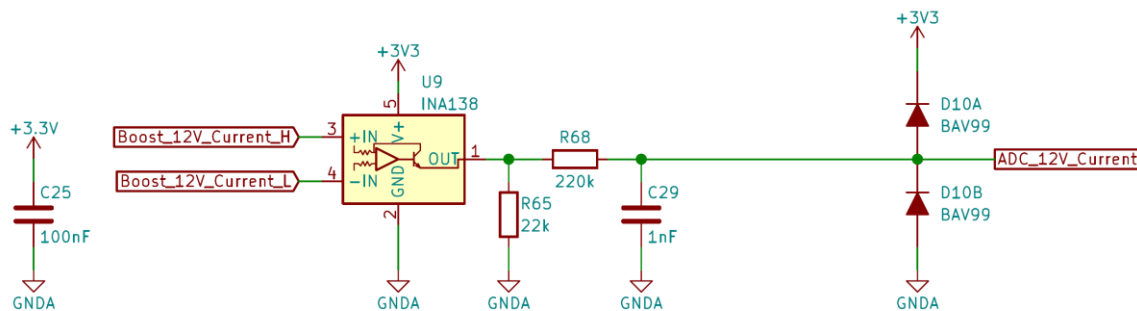 +3V3
+3V3
U9
INA138
D10A
BAV99
+3.3V
5
Boost_12V_Current_H
3
+IN
V+
R68
OUT
1
ADC_12V_Current
Boost_12V_Current_L
4
-IN
GND
220k
C25
R65
C29
D10B
BAV99
100nF
2
22k
1nF
GNDA
GNDA
GNDA
GNDA
GNDA